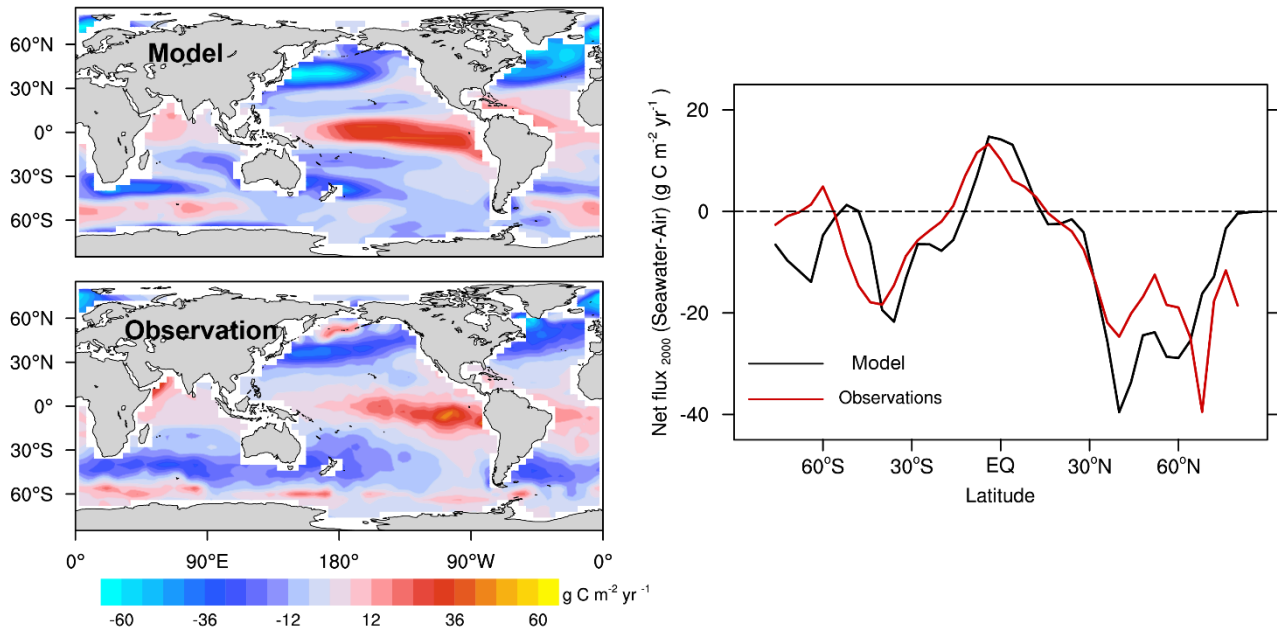 60°N
30°N
0°
30°S
60°S
Model
60°N
30°N
0°
30°S
60°S
Observation
0°
90°E
180°
90°W
0°
-60
-36
-12
12
36
60
g C m⁻² yr⁻¹
Net flux ₂₀₀₀ (Seawater-Air) (g C m⁻² yr⁻¹)
20
0
-20
-40
Model
Observations
60°S
30°S
EQ
30°N
60°N
Latitude